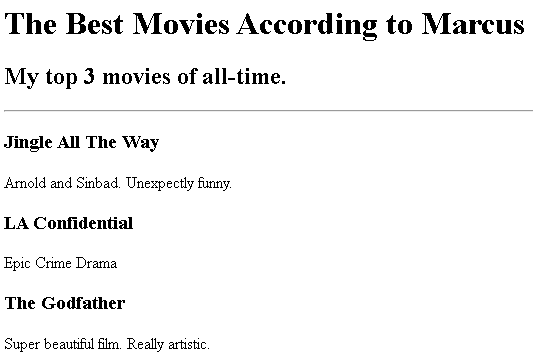 The Best Movies According to Marcus
My top 3 movies of all-time.
Jingle All The Way
Arnold and Sinbad. Unexpectly funny.
LA Confidential
Epic Crime Drama
The Godfather
Super beautiful film. Really artistic.